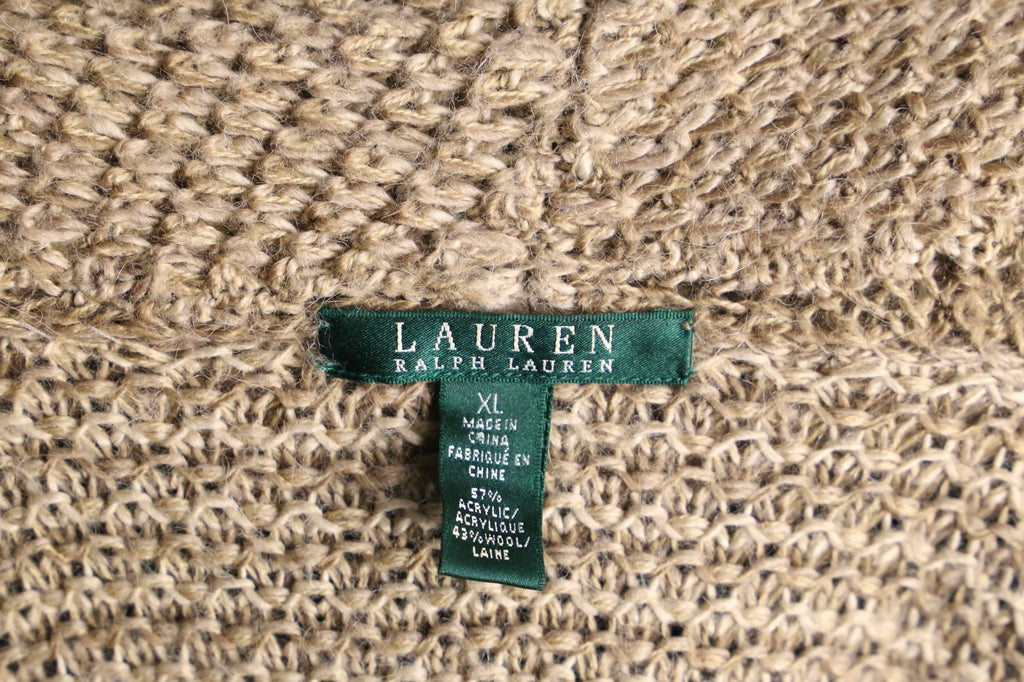 LAUREN
RALPH LAUREN
XL
MADE IN
CHINA
FABRIQUÉ EN
CHINE
57%
ACRYLIC/
ACRYLIQUE
43% WOOL/
LAINE